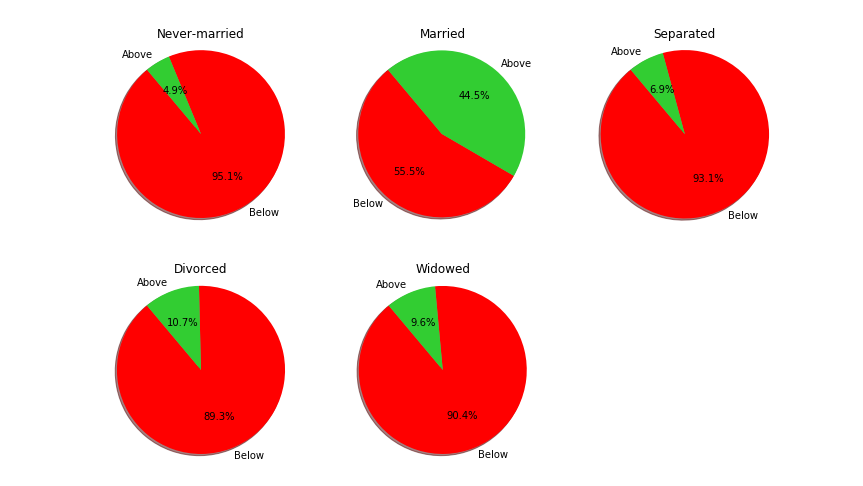 Never-married
Above
4.9%
95.1%
Below
Married
Above
44.5%
55.5%
Below
Separated
Above
6.9%
93.1%
Below
Divorced
Above
10.7%
89.3%
Below
Widowed
Above
9.6%
90.4%
Below